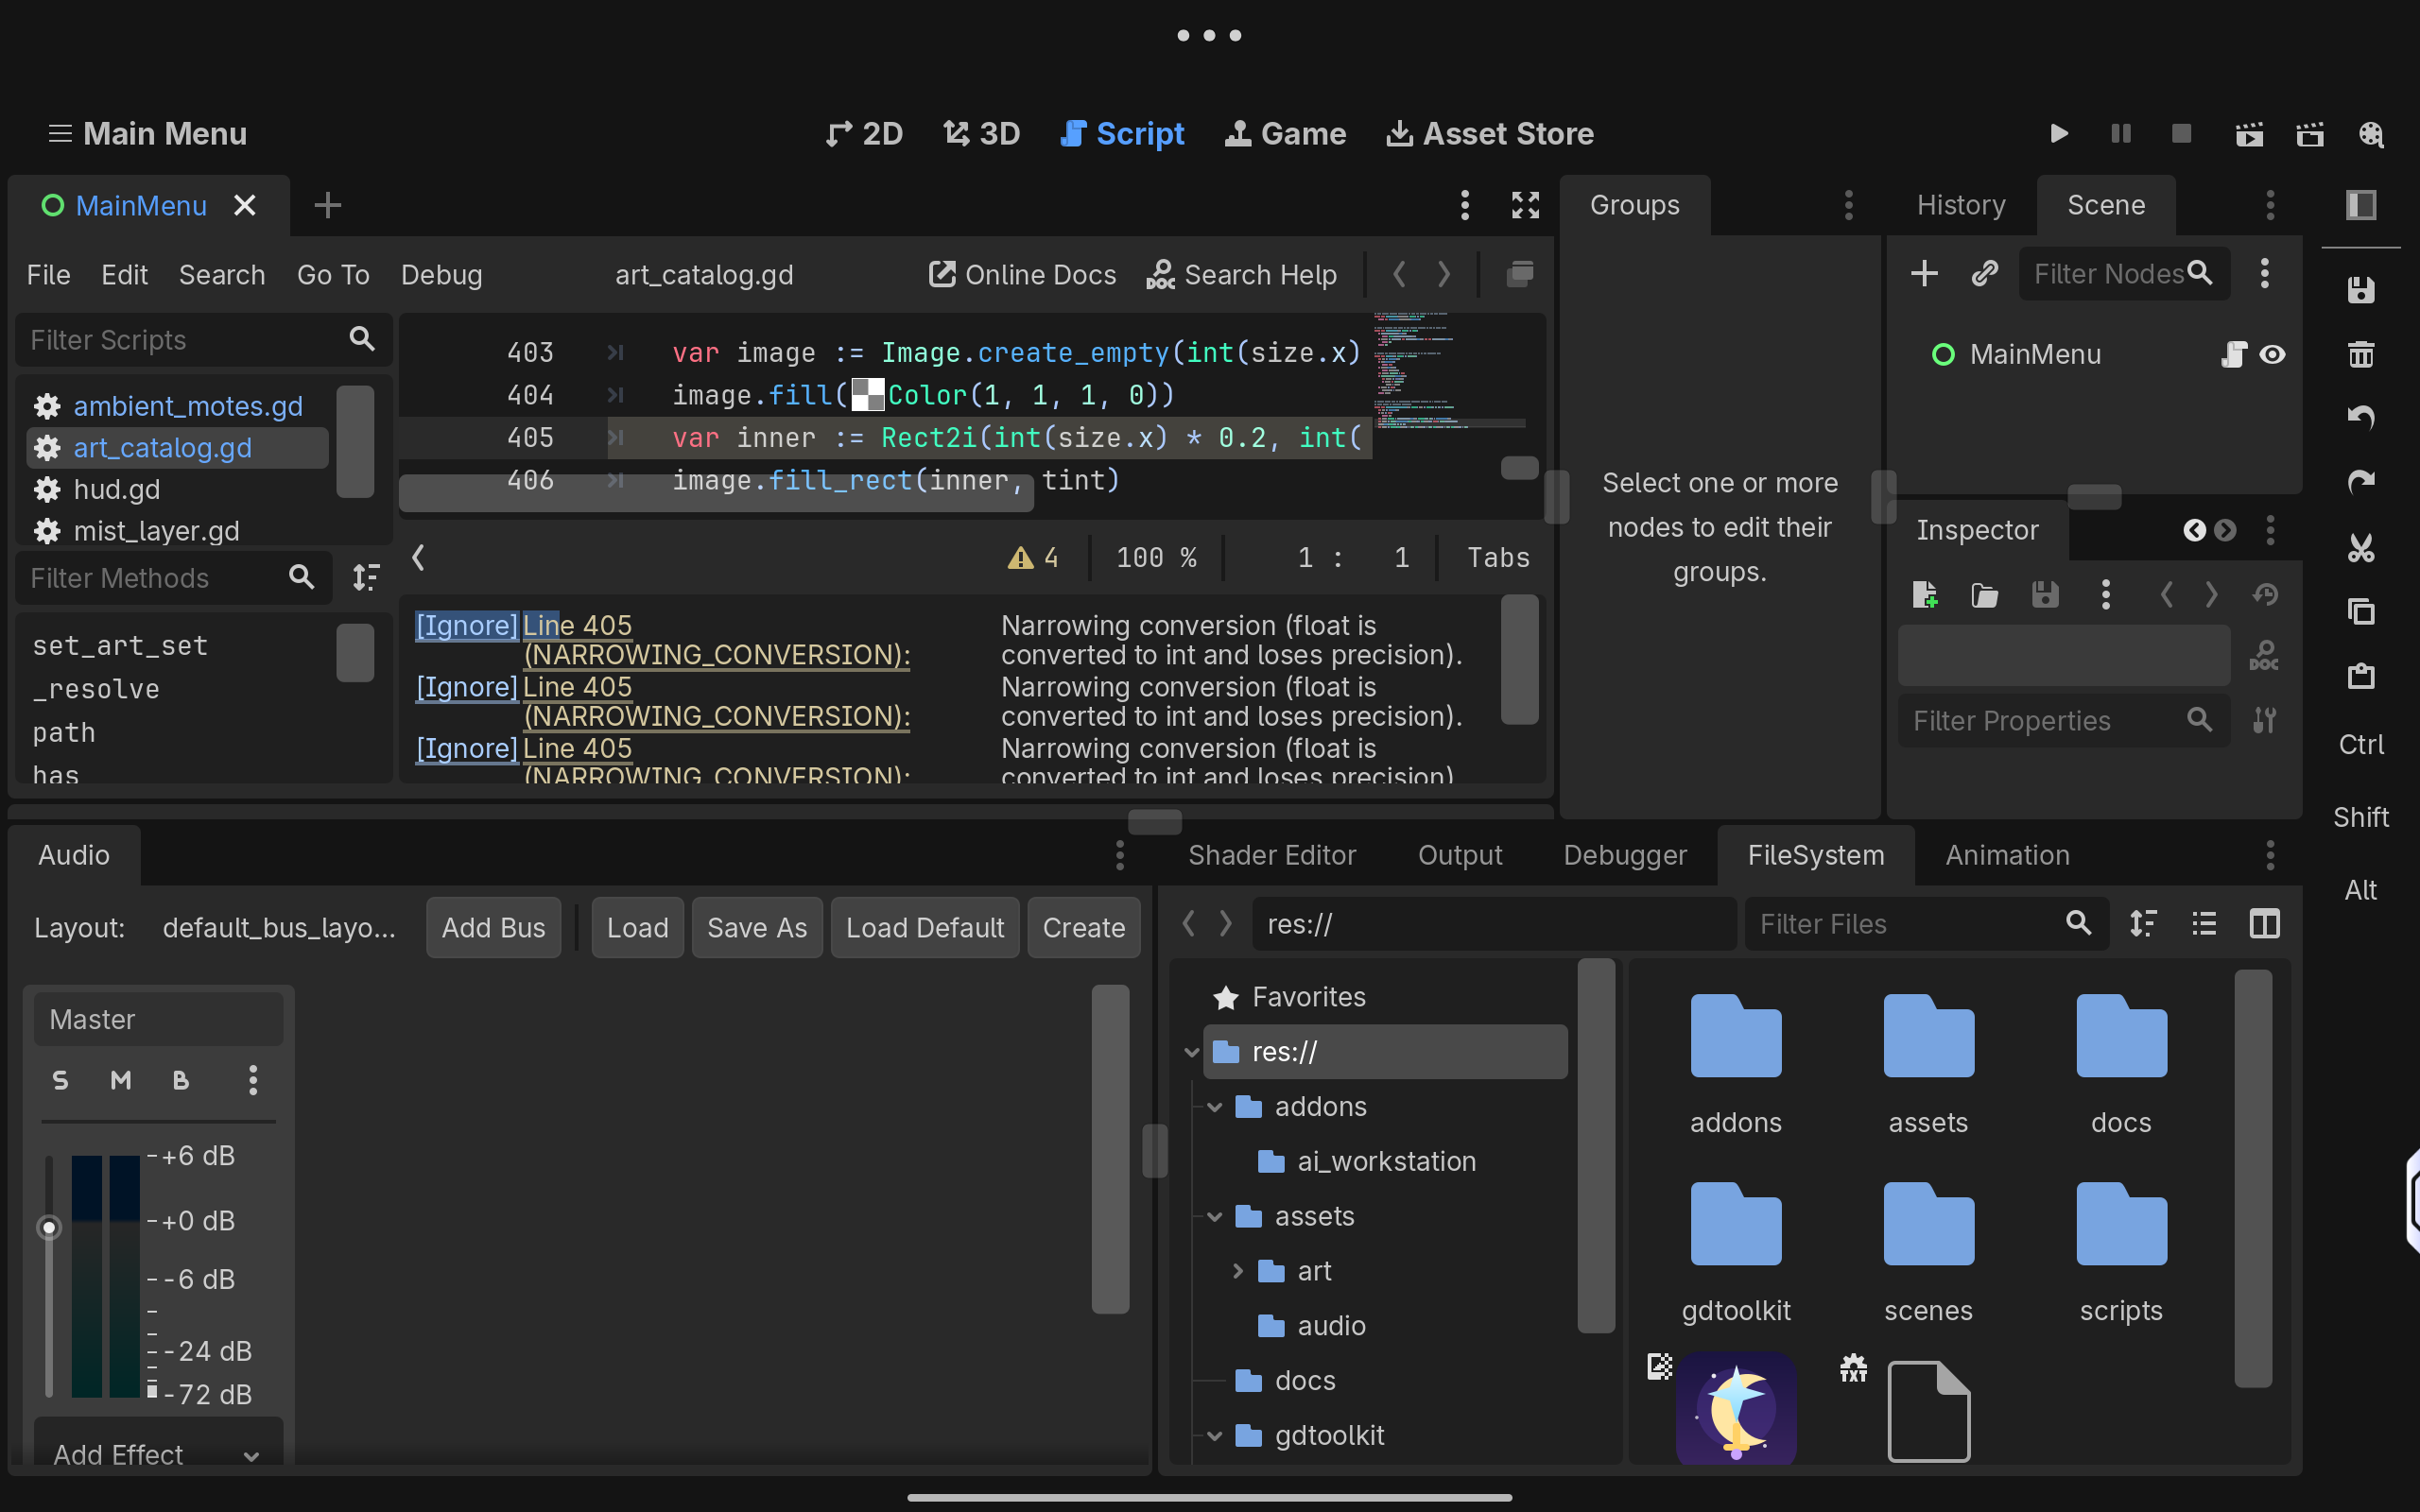 Main Menu
2D
3D
Script
Game
Asset Store
MainMenu
File Edit Search Go To Debug
art_catalog.gd
Online Docs
Search Help
Filter Scripts
ambient_motes.gd
art_catalog.gd
hud.gd
mist_layer.gd
Filter Methods
set_art_set
_resolve
path
has
403 var image := Image.create_empty(int(size.x)
404 image.fill(Color(1, 1, 1, 0))
405 var inner := Rect2i(int(size.x) * 0.2, int(
406 image.fill_rect(inner, tint)
4 100 % 1 : 1 Tabs
[Ignore] Line 405 (NARROWING_CONVERSION): Narrowing conversion (float is converted to int and loses precision).
[Ignore] Line 405 (NARROWING_CONVERSION): Narrowing conversion (float is converted to int and loses precision).
[Ignore] Line 405 (NARROWING_CONVERSION): Narrowing conversion (float is converted to int and loses precision)
Groups
Select one or more
nodes to edit their
groups.
History
Scene
Filter Nodes
MainMenu
Inspector
DOC
Filter Properties
Ctrl
Shift
Alt
Audio
Layout: default_bus_layo... Add Bus Load Save As Load Default Create
Master
S M B
+6 dB
+0 dB
-6 dB
-24 dB
-72 dB
Add Effect
Shader Editor
Output
Debugger
FileSystem
Animation
res://
Filter Files
Favorites
res://
addons
ai_workstation
assets
art
audio
docs
gdtoolkit
addons
assets
docs
gdtoolkit
scenes
scripts
TXT